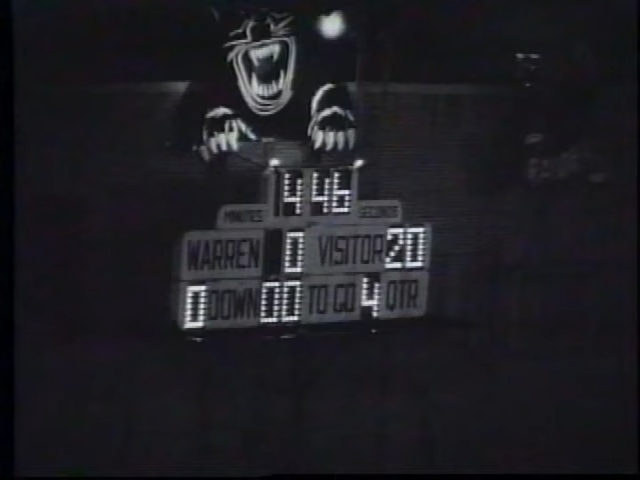 4 46
MINUTES SECONDS
WARREN 0 VISITOR 20
0 DOWN 00 TO GO 4 QTR